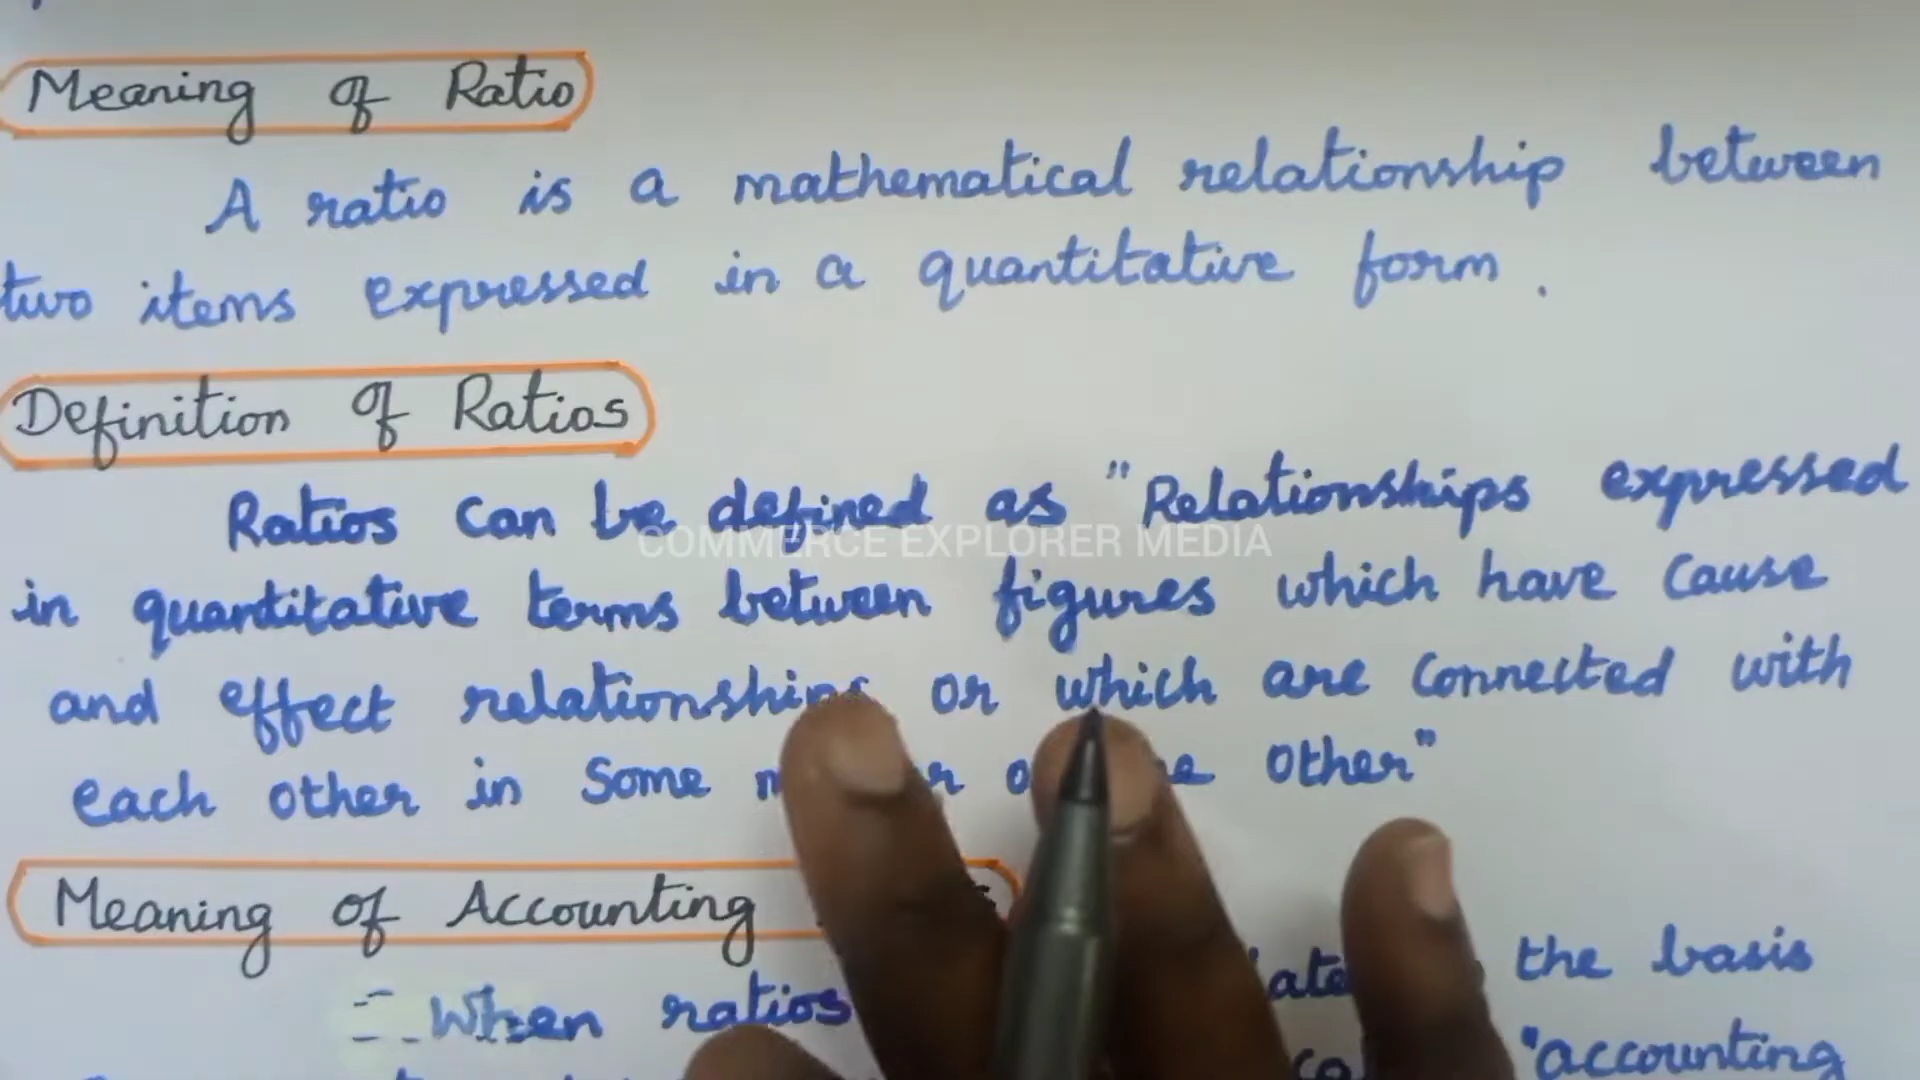 Meaning of Ratio
A ratio is a mathematical relationship between
two items expressed in a quantitative form.
Definition of Ratios
Ratios can be defined as "Relationships expressed
COMMERCE EXPLORER MEDIA
in quantitative terms between figures which have cause
and effect relationships or which are connected with
each other in some other"
Meaning of Accounting
When ratios the basis
"accounting